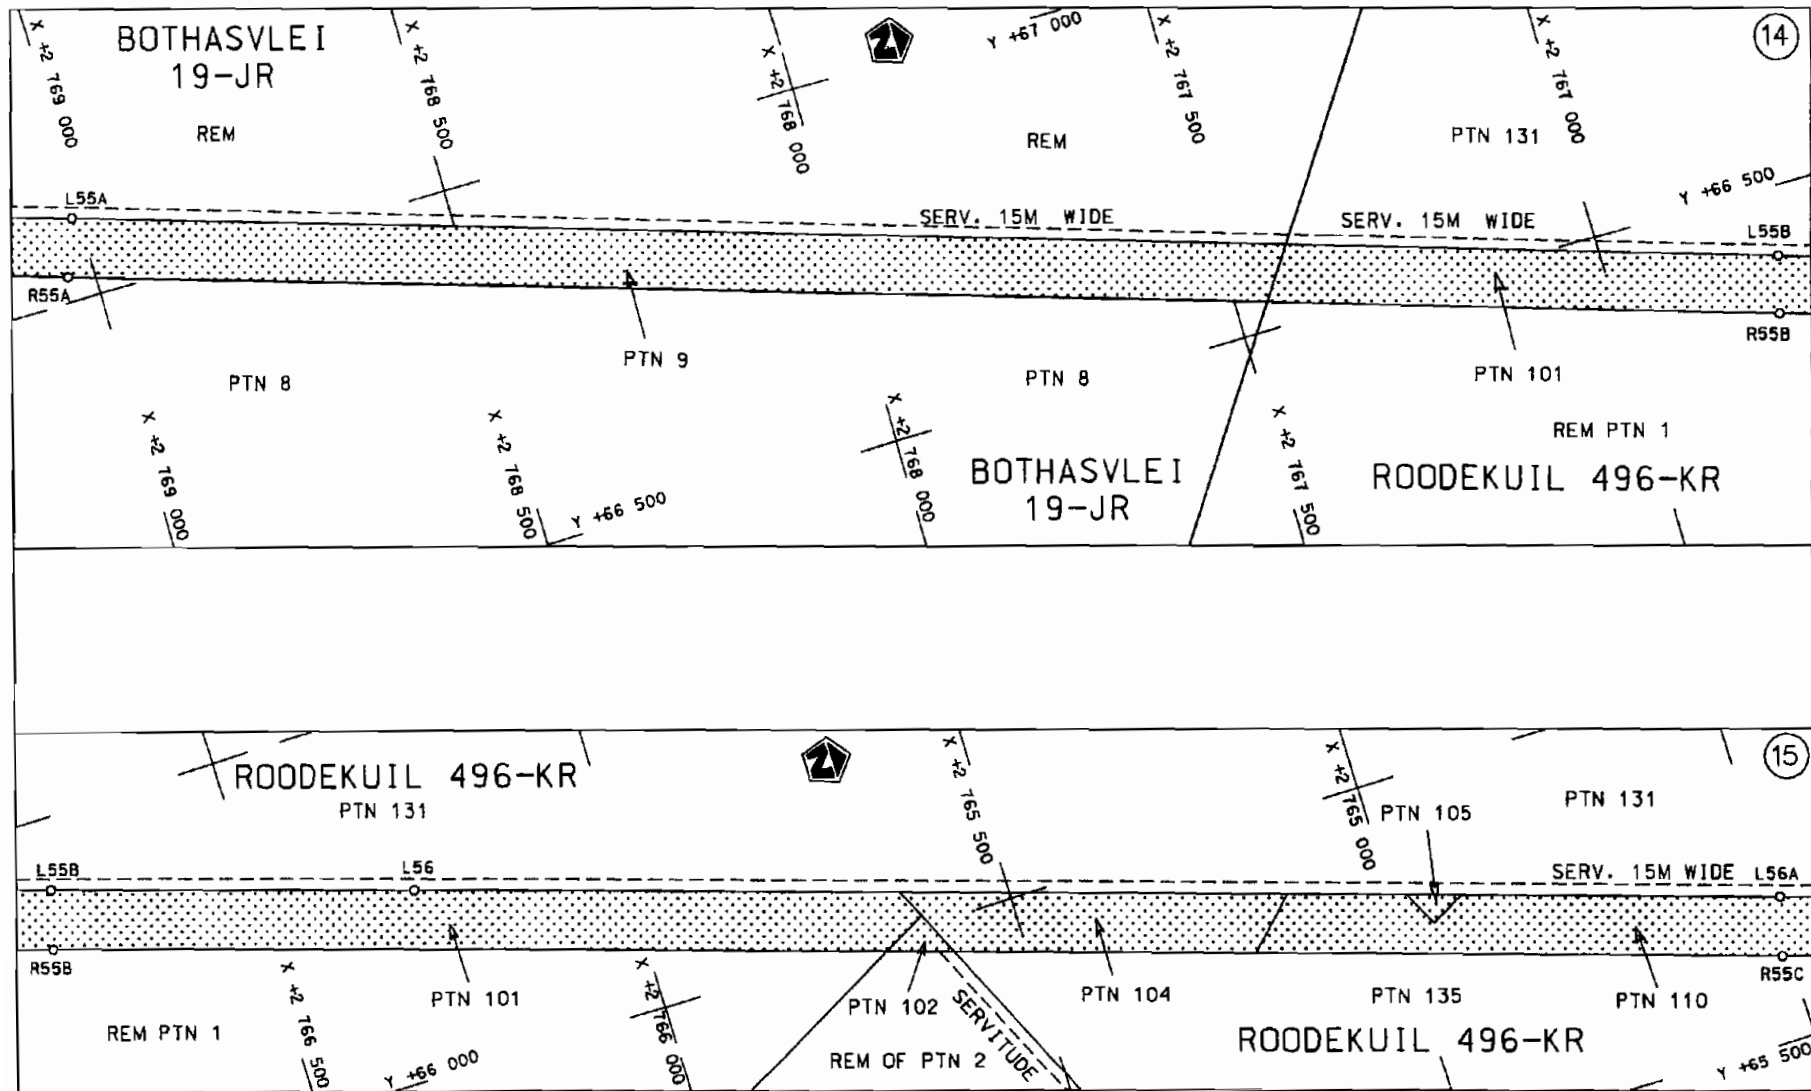 BOTHASVLEI
19-JR
REM
X +2 769 000
X +2 768 500
X +2 768 000
Y +67 000
X +2 767 500
X +2 767 000
14
REM
PTN 131
Y +66 500
L55A
SERV. 15M WIDE
SERV. 15M WIDE
L55B
R55A
R55B
PTN 9
PTN 8
PTN 8
PTN 101
REM PTN 1
X +2 769 000
X +2 768 500
Y +66 500
X +2 768 000
X +2 767 500
BOTHASVLEI
19-JR
ROODEKUIL 496-KR
ROODEKUIL 496-KR
PTN 131
X +2 765 500
X +2 765 000
15
PTN 105
PTN 131
L55B
L56
SERV. 15M WIDE
L56A
R55B
R55C
PTN 101
PTN 102
PTN 104
PTN 135
PTN 110
REM PTN 1
X +2 766 500
Y +66 000
X +2 766 000
SERVITUDE
REM OF PTN 2
ROODEKUIL 496-KR
Y +65 500